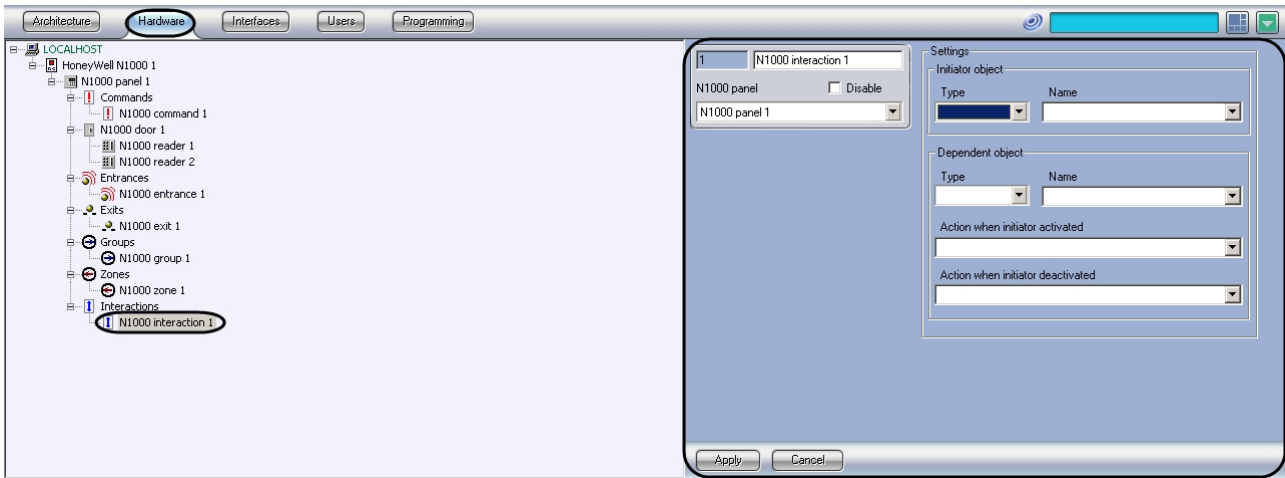 Architecture Hardware Interfaces Users Programming
LOCALHOST
HoneyWell N1000 1
N1000 panel 1
Commands
N1000 command 1
N1000 door 1
N1000 reader 1
N1000 reader 2
Entrances
N1000 entrance 1
Exits
N1000 exit 1
Groups
N1000 group 1
Zones
N1000 zone 1
Interactions
N1000 interaction 1
1 N1000 interaction 1
N1000 panel Disable
N1000 panel 1
Settings
Initiator object
Type Name
Dependent object
Type Name
Action when initiator activated
Action when initiator deactivated
Apply Cancel